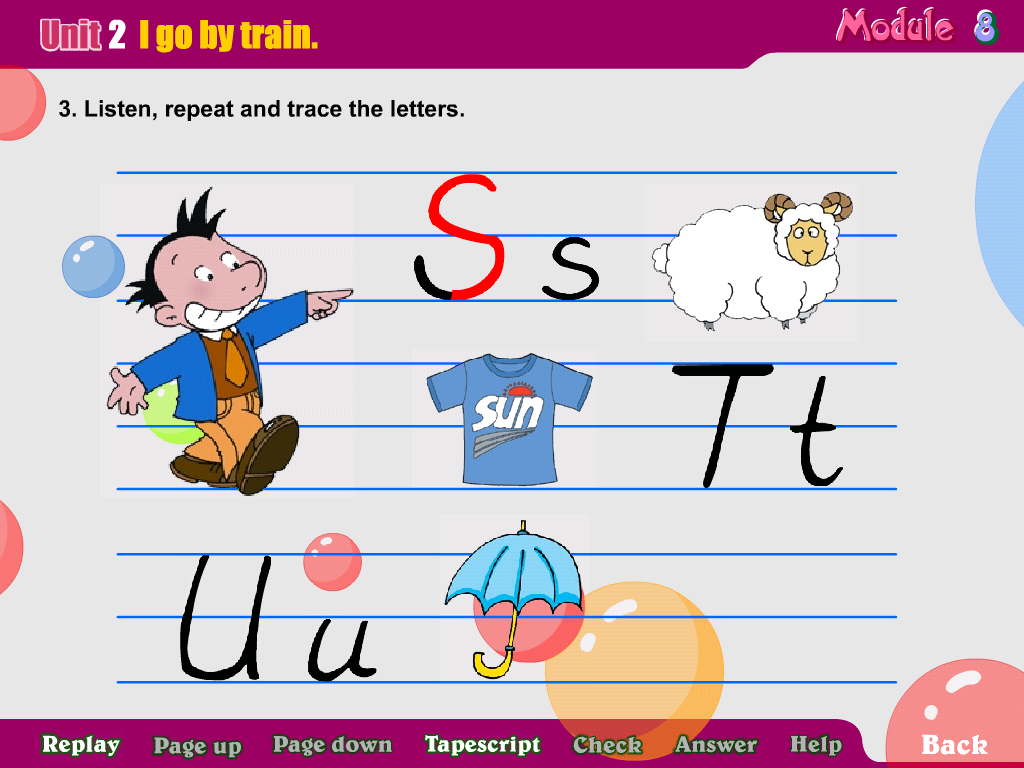 Unit 2 I go by train.
Module 8
3. Listen, repeat and trace the letters.
S s
sun
T t
U u
Replay Page up Page down Tapescript Check Answer Help Back